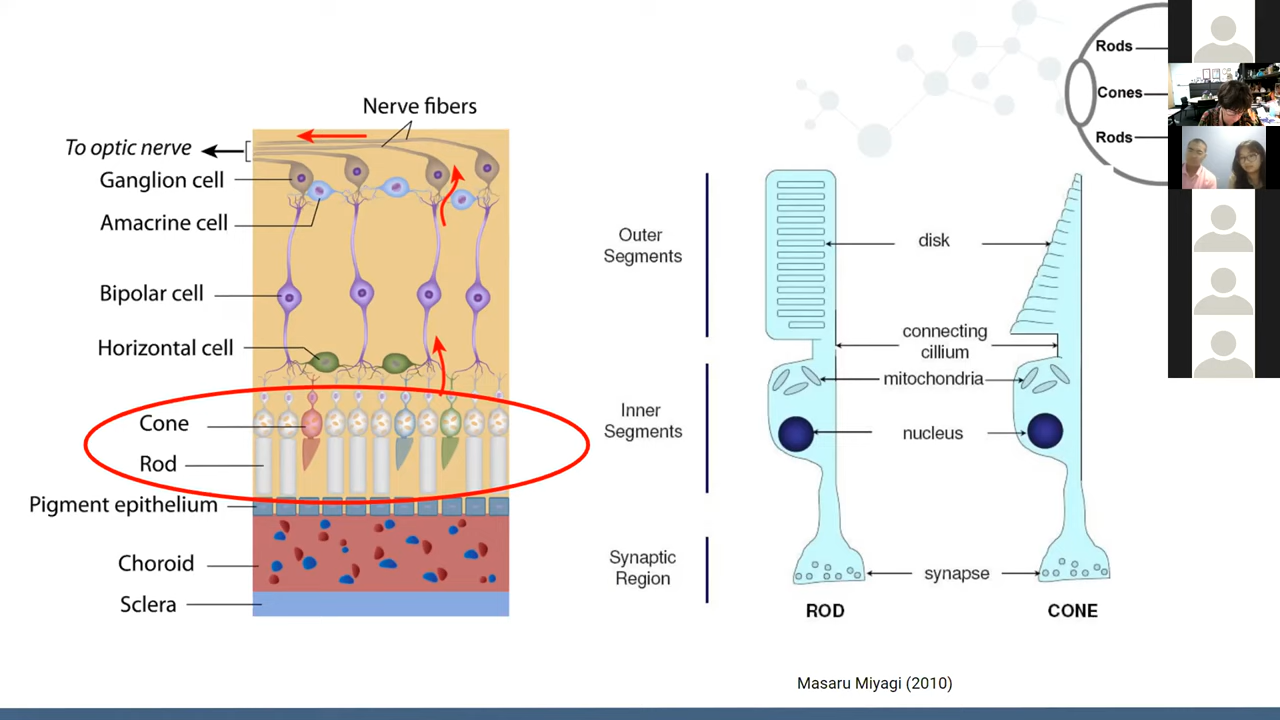 Nerve fibers
To optic nerve
Ganglion cell
Amacrine cell
Bipolar cell
Horizontal cell
Cone
Rod
Pigment epithelium
Choroid
Sclera
Outer
Segments
Inner
Segments
Synaptic
Region
disk
connecting
cillium
mitochondria
nucleus
synapse
ROD
CONE
Rods
Cones
Rods
Masaru Miyagi (2010)